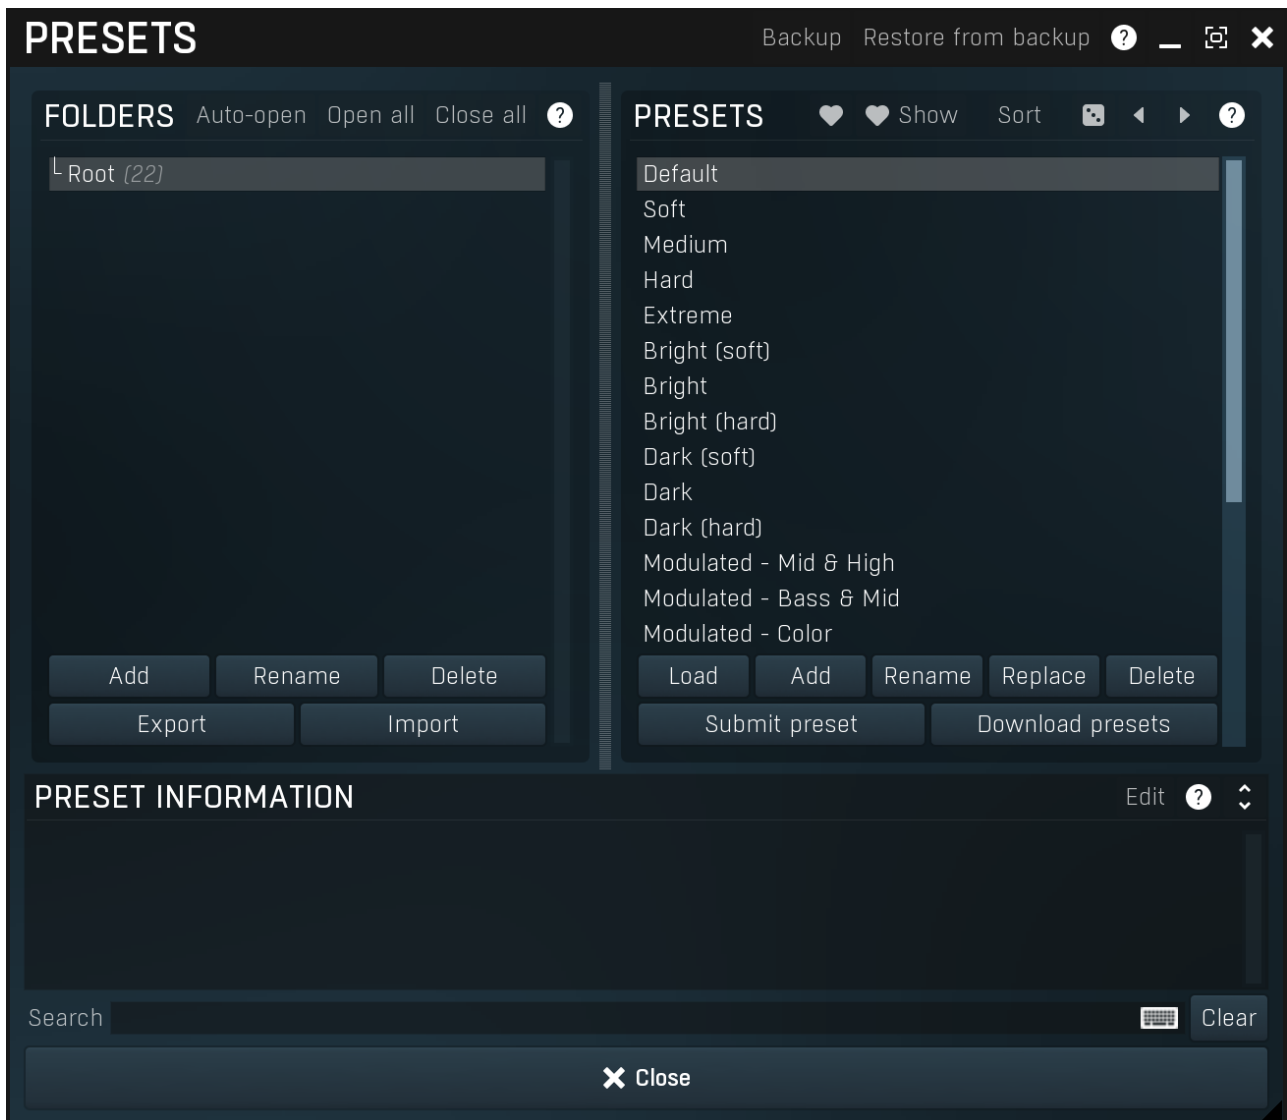 PRESETS Backup Restore from backup ?
FOLDERS Auto-open Open all Close all ?
Root (22)
Add Rename Delete
Export Import
PRESETS Show Sort ?
Default
Soft
Medium
Hard
Extreme
Bright (soft)
Bright
Bright (hard)
Dark (soft)
Dark
Dark (hard)
Modulated - Mid & High
Modulated - Bass & Mid
Modulated - Color
Load Add Rename Replace Delete
Submit preset Download presets
PRESET INFORMATION Edit ?
Search Clear
Close